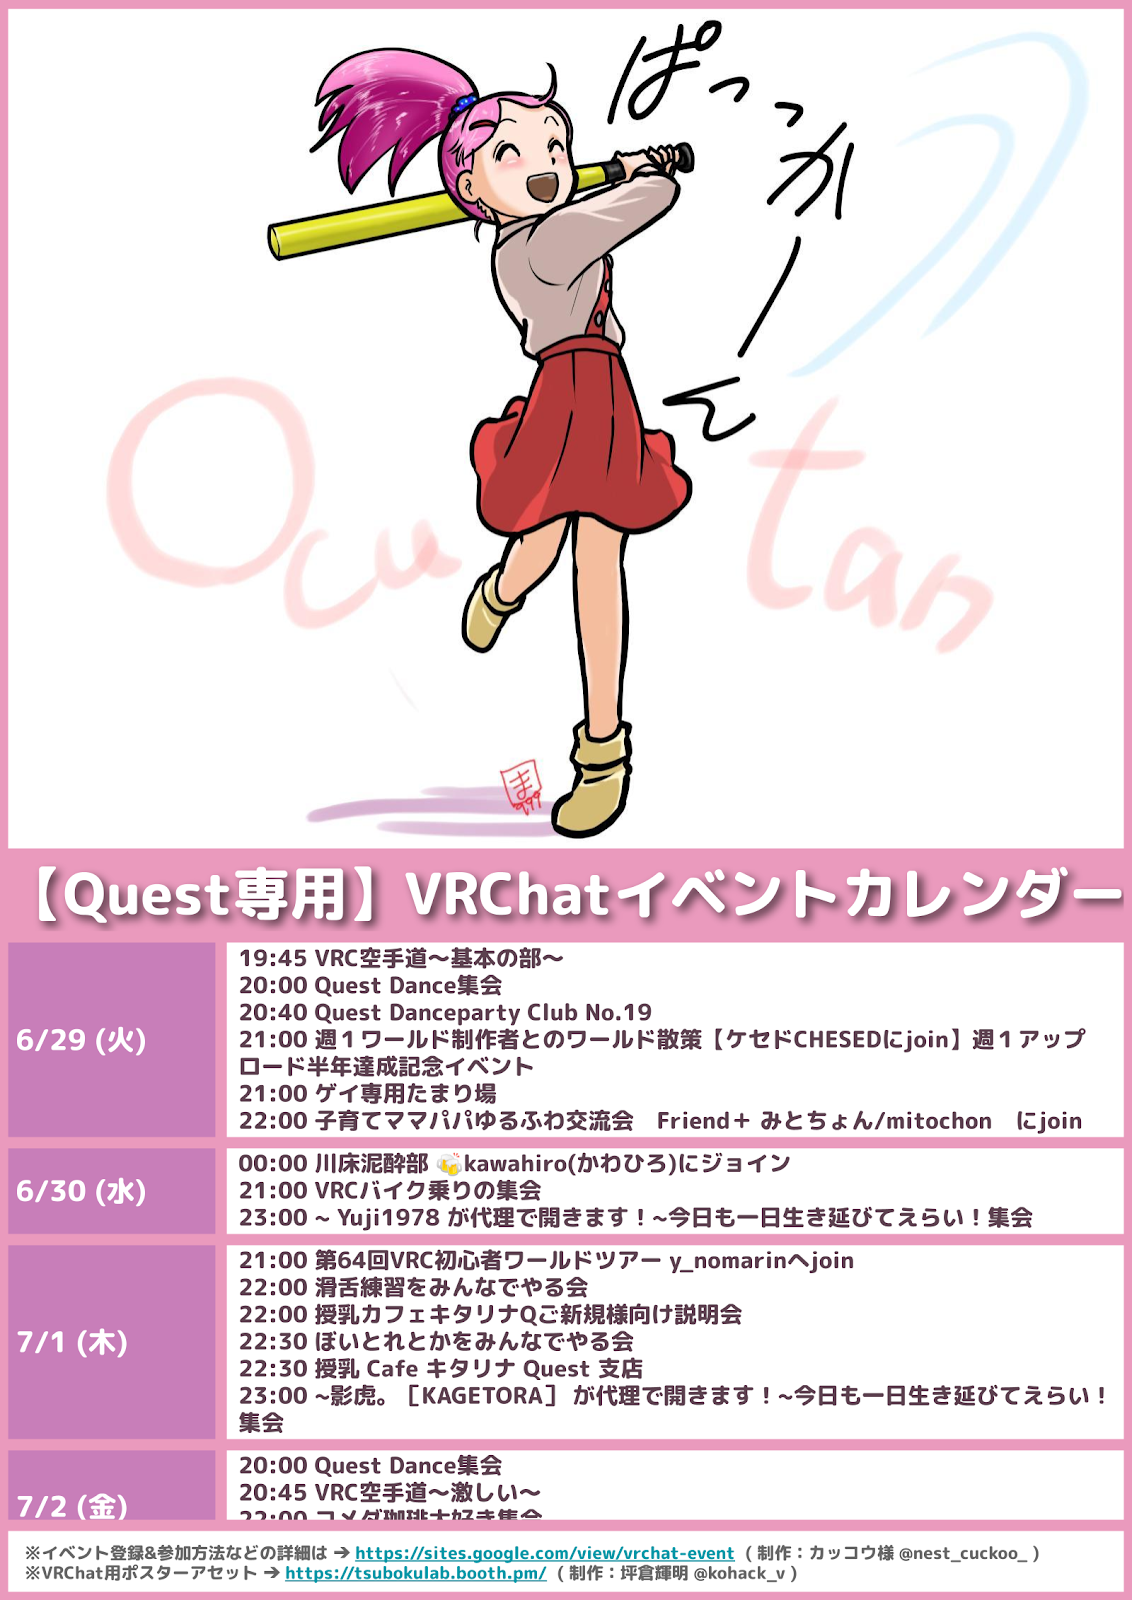 ぱっっかーーん
Ocu tan
ま
999
【Quest専用】VRChatイベントカレンダー
6/29 (火)
19:45 VRC空手道～基本の部～
20:00 Quest Dance集会
20:40 Quest Danceparty Club No.19
21:00 週１ワールド制作者とのワールド散策【ケセドCHESEDにjoin】週１アップ
ロード半年達成記念イベント
21:00 ゲイ専用たまり場
22:00 子育てママパパゆるふわ交流会　Friend＋ みとちょん/mitochon　にjoin
6/30 (水)
00:00 川床泥酔部 🍻kawahiro(かわひろ)にジョイン
21:00 VRCバイク乗りの集会
23:00 ~ Yuji1978 が代理で開きます！~今日も一日生き延びてえらい！集会
7/1 (木)
21:00 第64回VRC初心者ワールドツアー y_nomarinへjoin
22:00 滑舌練習をみんなでやる会
22:00 授乳カフェキタリナQご新規様向け説明会
22:30 ぼいとれとかをみんなでやる会
22:30 授乳 Cafe キタリナ Quest 支店
23:00 ~影虎。［KAGETORA］ が代理で開きます！~今日も一日生き延びてえらい！
集会
7/2 (金)
20:00 Quest Dance集会
20:45 VRC空手道～激しい～
22:00 コメダ珈琲大好き集会
※イベント登録&参加方法などの詳細は ➔ https://sites.google.com/view/vrchat-event （ 制作：カッコウ様 @nest_cuckoo_ ）
※VRChat用ポスターアセット ➔ https://tsubokulab.booth.pm/ （ 制作：坪倉輝明 @kohack_v ）